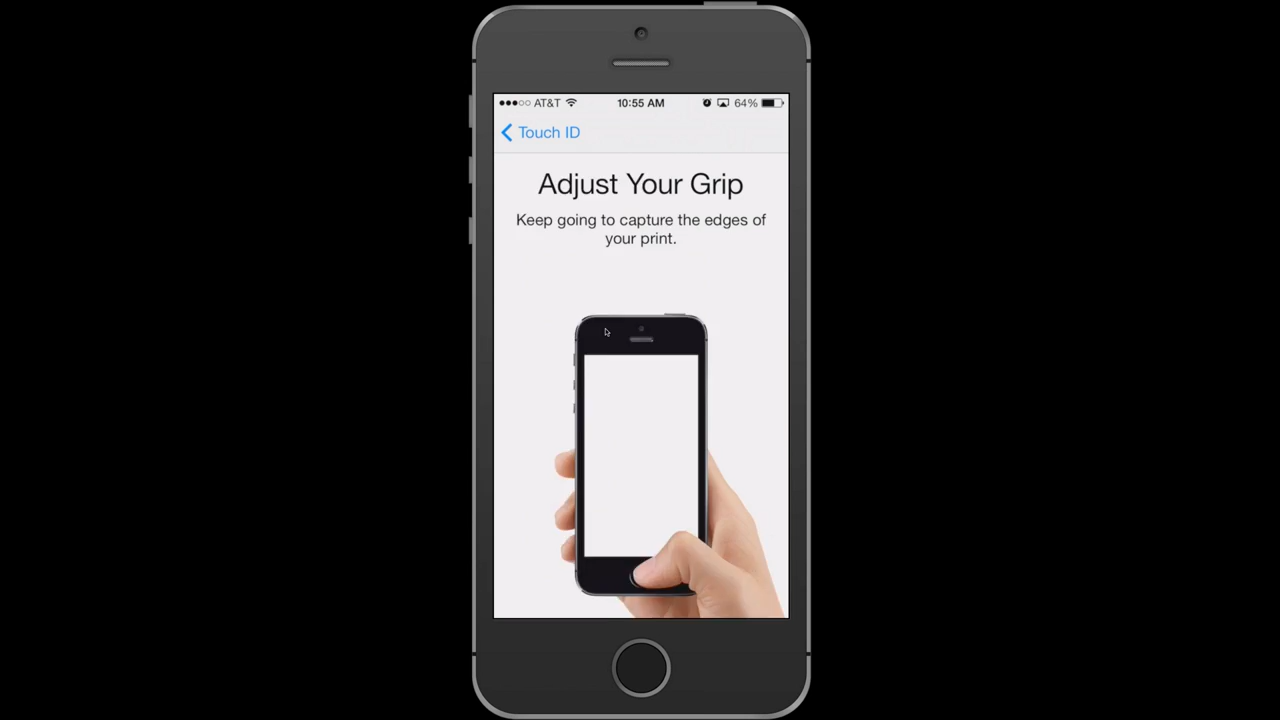 AT&T 10:55 AM 64%
Touch ID
Adjust Your Grip
Keep going to capture the edges of
your print.